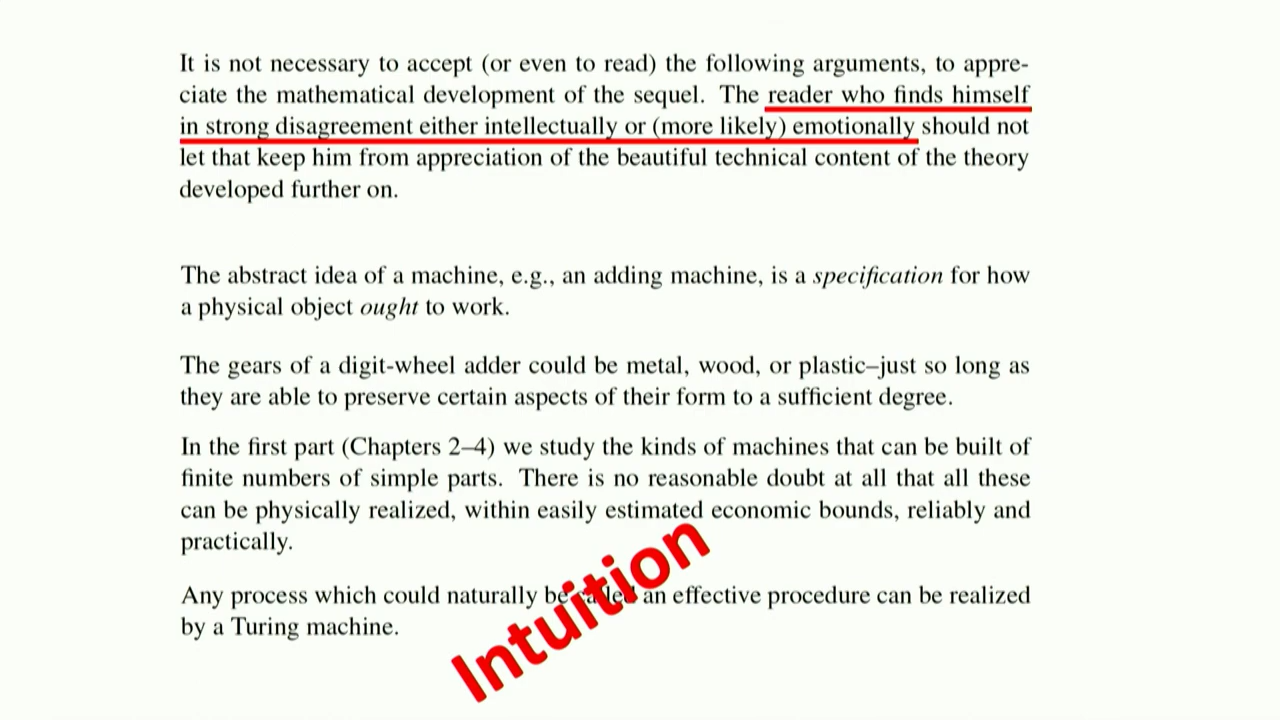 It is not necessary to accept (or even to read) the following arguments, to appre-
ciate the mathematical development of the sequel. The reader who finds himself
in strong disagreement either intellectually or (more likely) emotionally should not
let that keep him from appreciation of the beautiful technical content of the theory
developed further on.
The abstract idea of a machine, e.g., an adding machine, is a specification for how
a physical object ought to work.
The gears of a digit-wheel adder could be metal, wood, or plastic–just so long as
they are able to preserve certain aspects of their form to a sufficient degree.
In the first part (Chapters 2–4) we study the kinds of machines that can be built of
finite numbers of simple parts. There is no reasonable doubt at all that all these
can be physically realized, within easily estimated economic bounds, reliably and
practically.
Any process which could naturally be called an effective procedure can be realized
by a Turing machine.
Intuition